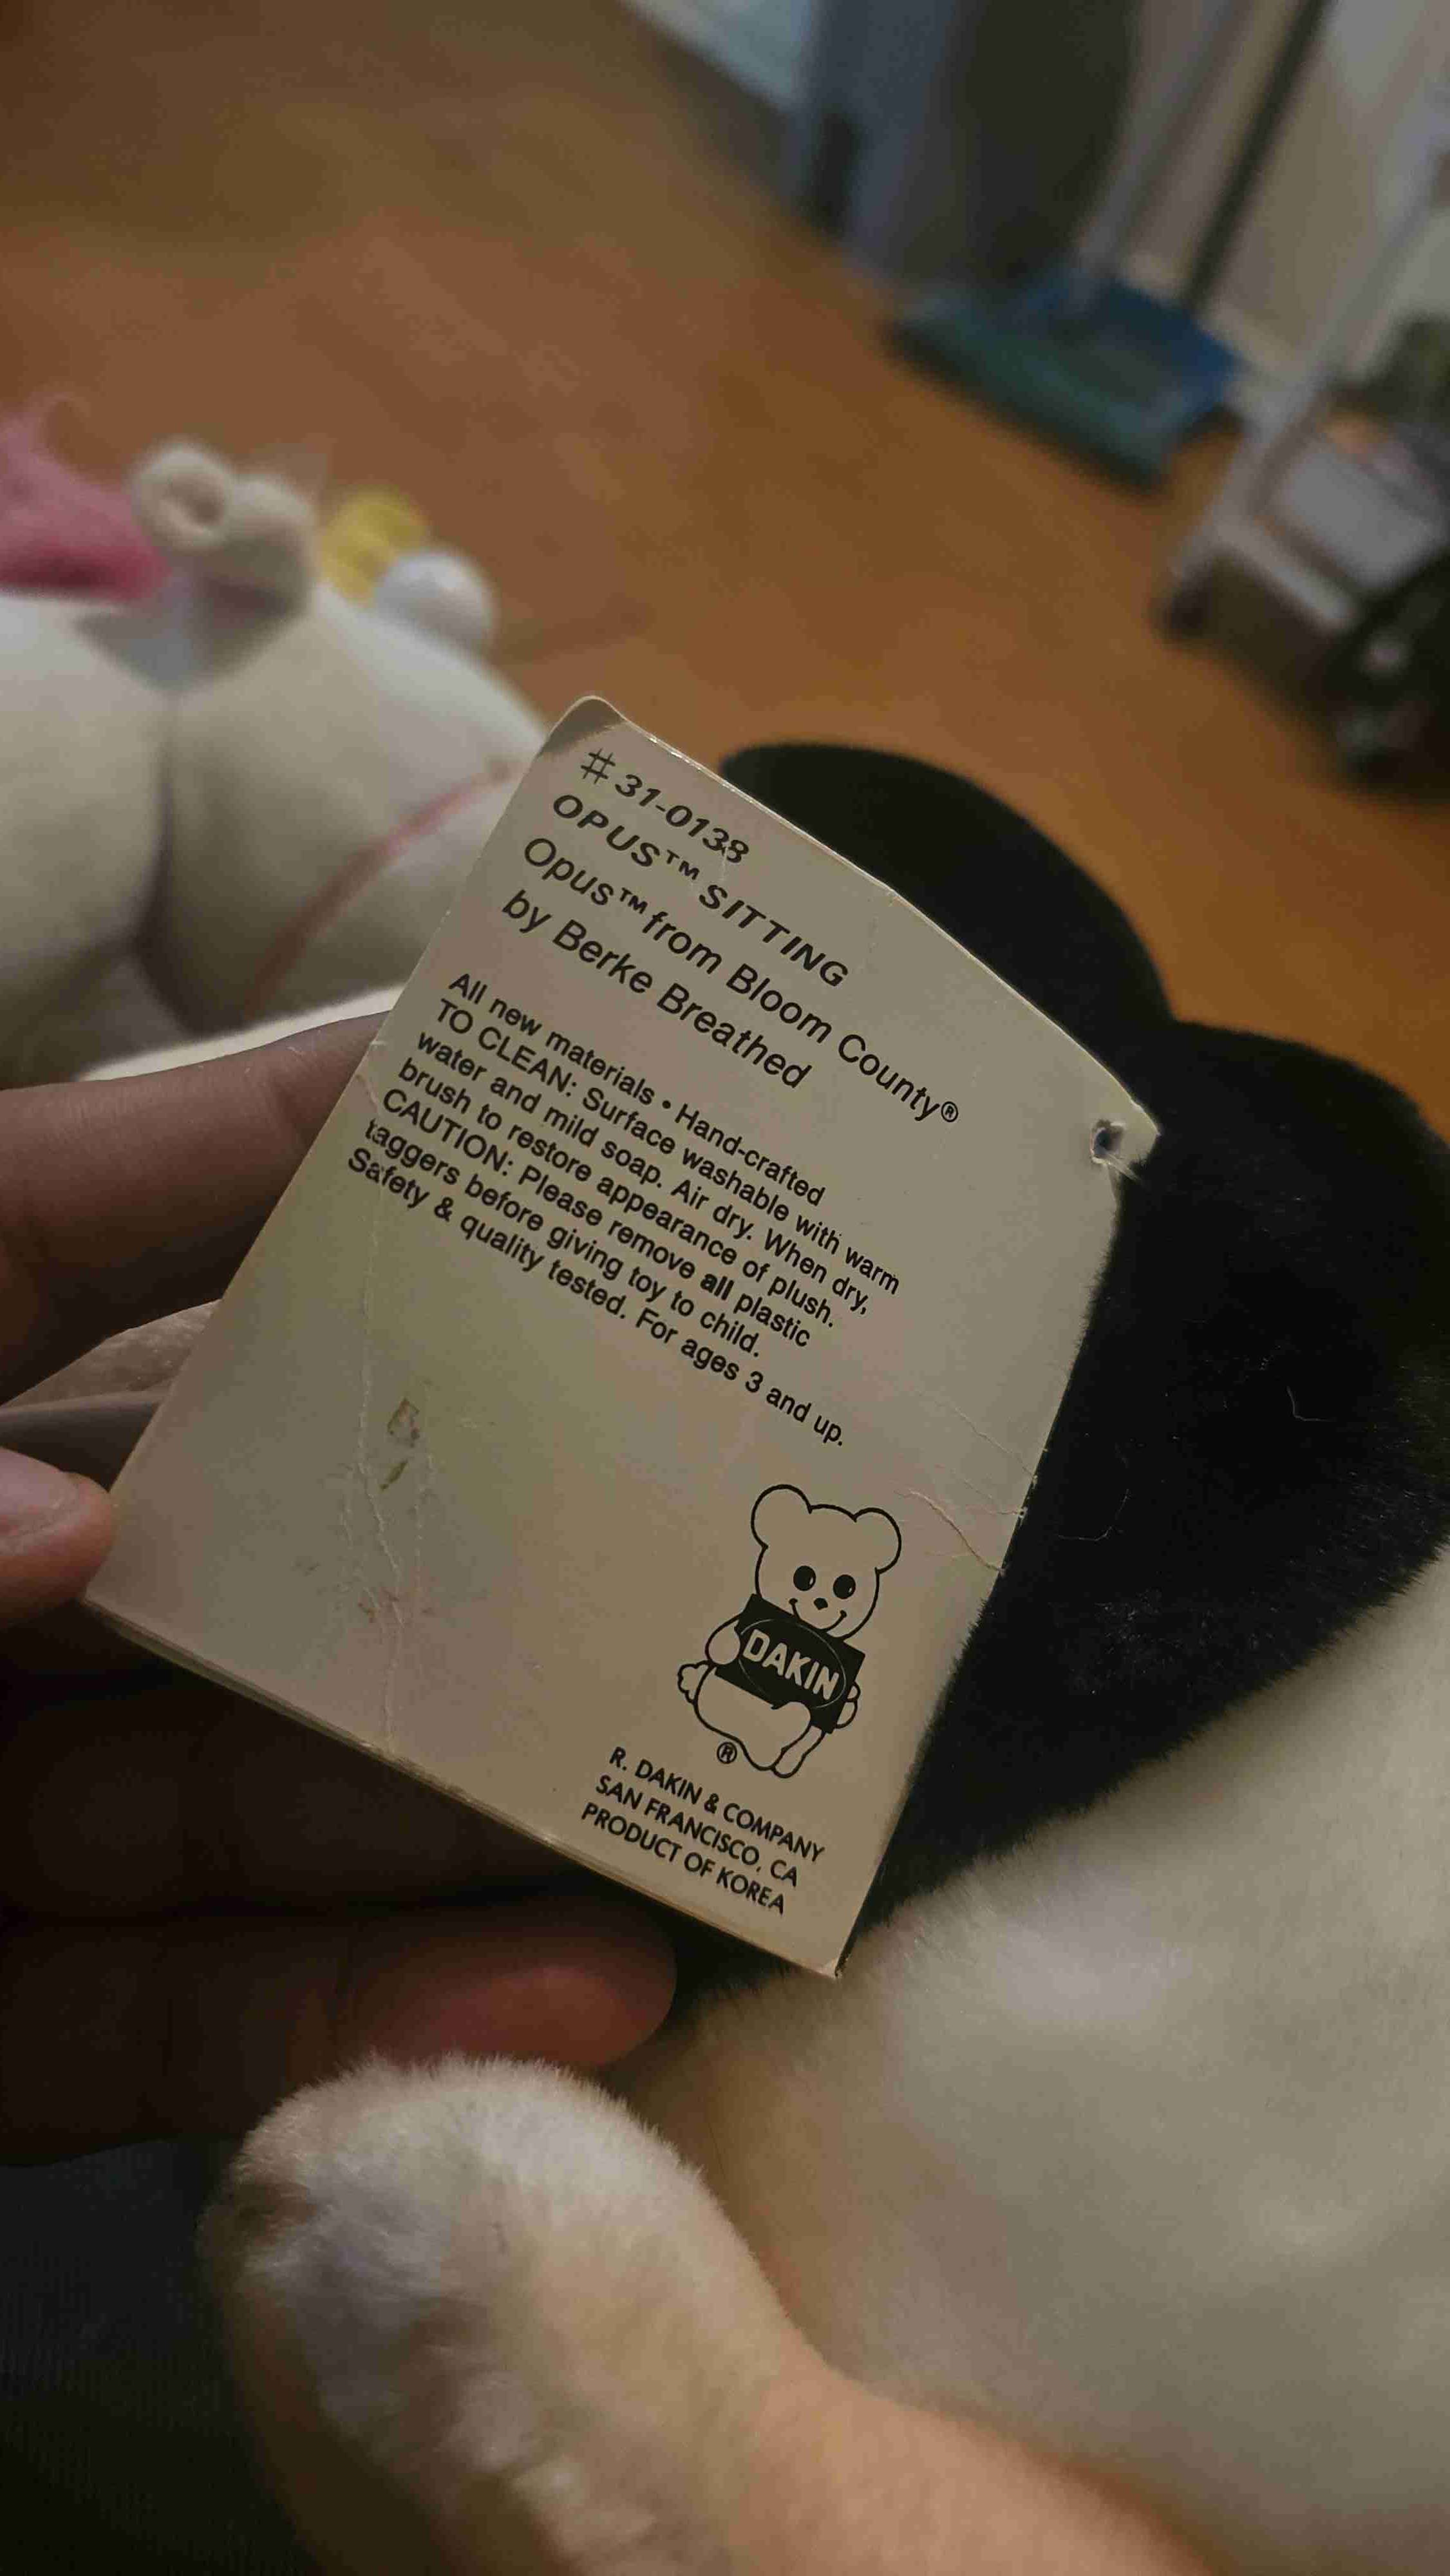 #31-0138
OPUS™ SITTING
Opus™ from Bloom County®
by Berke Breathed
All new materials • Hand-crafted
TO CLEAN: Surface washable with warm
water and mild soap. Air dry. When dry,
brush to restore appearance of plush.
CAUTION: Please remove all plastic
taggers before giving toy to child.
Safety & quality tested. For ages 3 and up.
DAKIN
®
R. DAKIN & COMPANY
SAN FRANCISCO, CA
PRODUCT OF KOREA